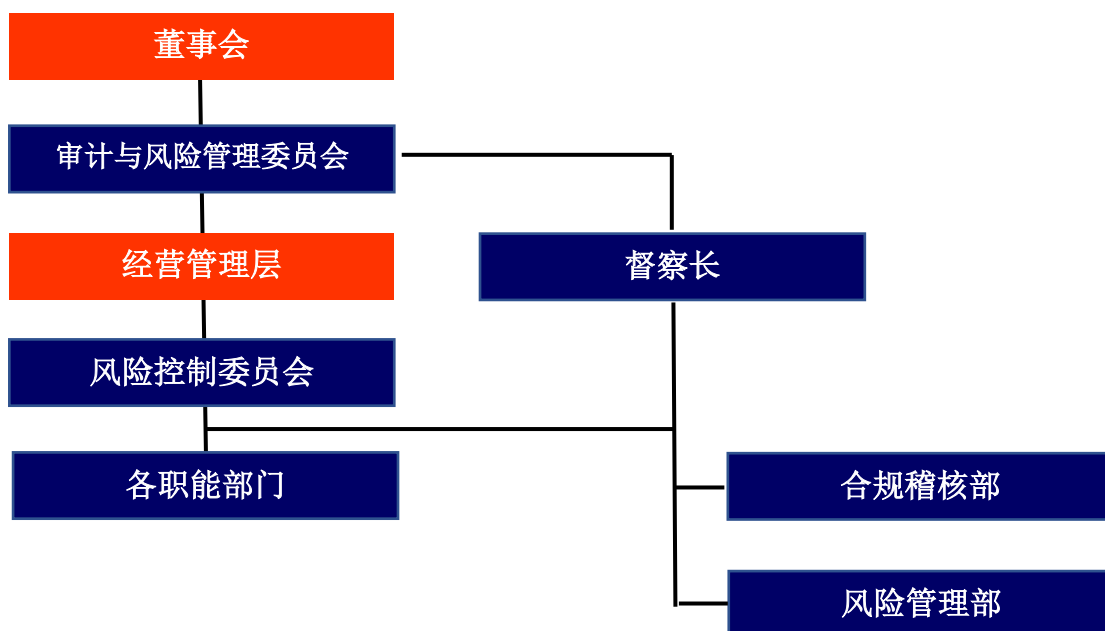 董事会
审计与风险管理委员会
经营管理层
督察长
风险控制委员会
各职能部门
合规稽核部
风险管理部